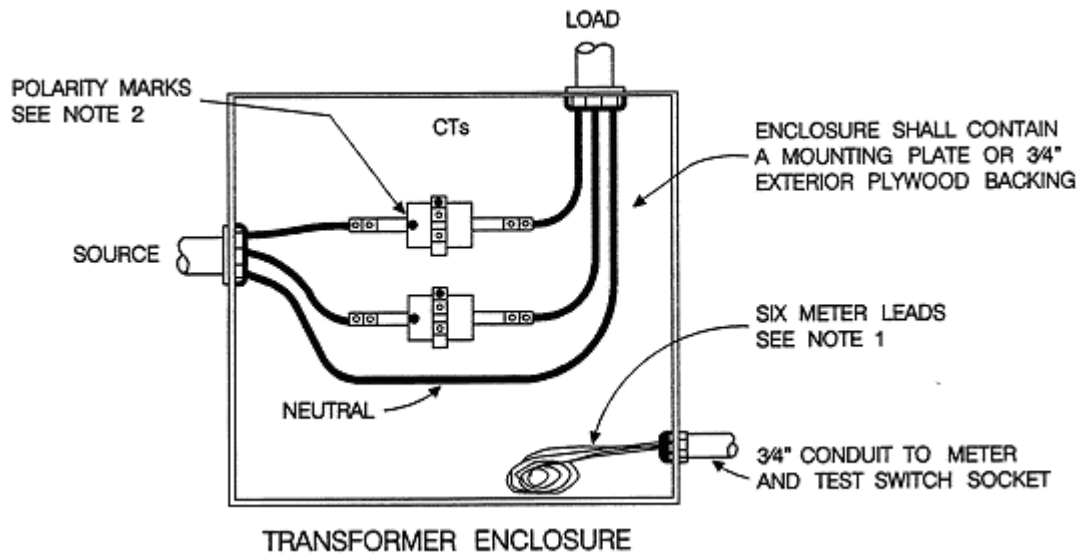 LOAD
POLARITY MARKS
SEE NOTE 2
CTs
ENCLOSURE SHALL CONTAIN
A MOUNTING PLATE OR 3/4"
EXTERIOR PLYWOOD BACKING
SOURCE
SIX METER LEADS
SEE NOTE 1
NEUTRAL
3/4" CONDUIT TO METER
AND TEST SWITCH SOCKET
TRANSFORMER ENCLOSURE